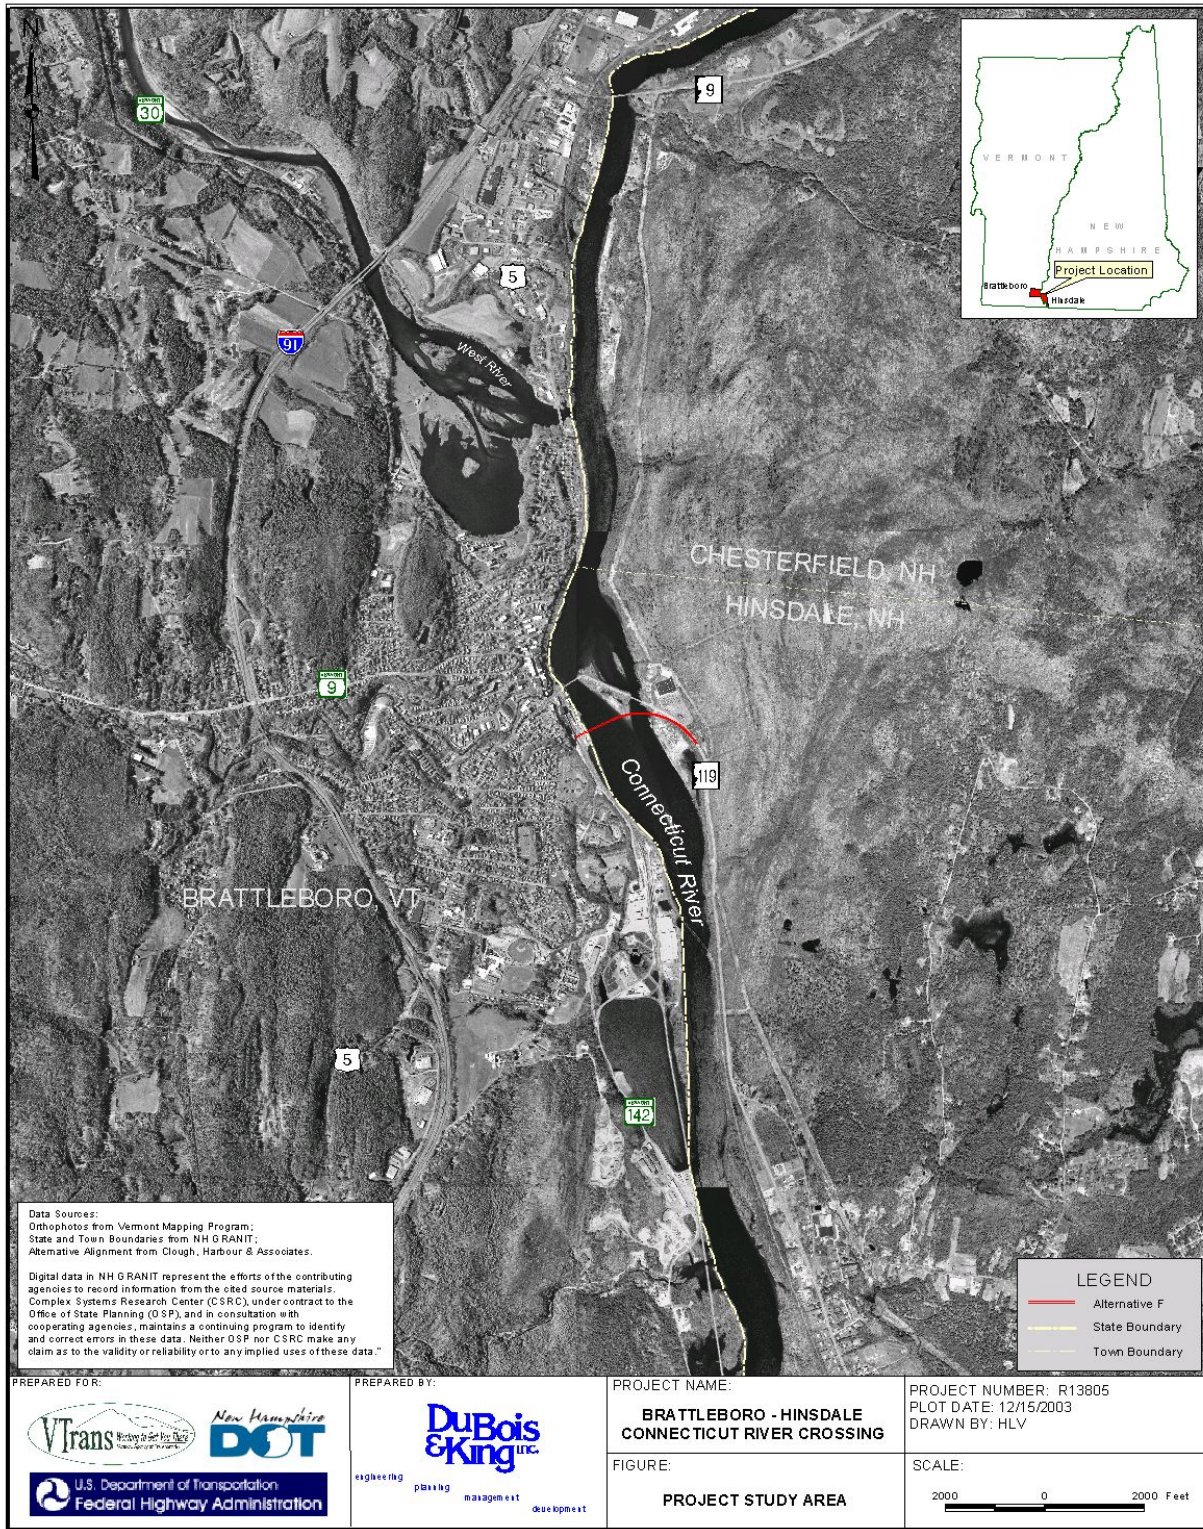 N
VERMONT
30
9
VERMONT
NEW
HAMPSHIRE
Project Location
Brattleboro
Hinsdale
5
91
West River
CHESTERFIELD, NH
HINSDALE, NH
VERMONT
9
119
Connecticut River
BRATTLEBORO, VT
5
VERMONT
142
Data Sources:
Orthophotos from Vermont Mapping Program;
State and Town Boundaries from NH GRANIT;
Alternative Alignment from Clough, Harbour & Associates.
Digital data in NH GRANIT represent the efforts of the contributing
agencies to record information from the cited source materials.
Complex Systems Research Center (CSRC), under contract to the
Office of State Planning (OSP), and in consultation with
cooperating agencies, maintains a continuing program to identify
and correct errors in these data. Neither OSP nor CSRC make any
claim as to the validity or reliability or to any implied uses of these data."
LEGEND
Alternative F
State Boundary
Town Boundary
PREPARED FOR:
VTrans Working to Get You There
New Hampshire
DOT
U.S. Department of Transportation
Federal Highway Administration
PREPARED BY:
DuBois
&King inc.
engineering
planning
management
development
PROJECT NAME:
BRATTLEBORO - HINSDALE
CONNECTICUT RIVER CROSSING
FIGURE:
PROJECT STUDY AREA
PROJECT NUMBER: R13805
PLOT DATE: 12/15/2003
DRAWN BY: HLV
SCALE:
2000 0 2000 Feet